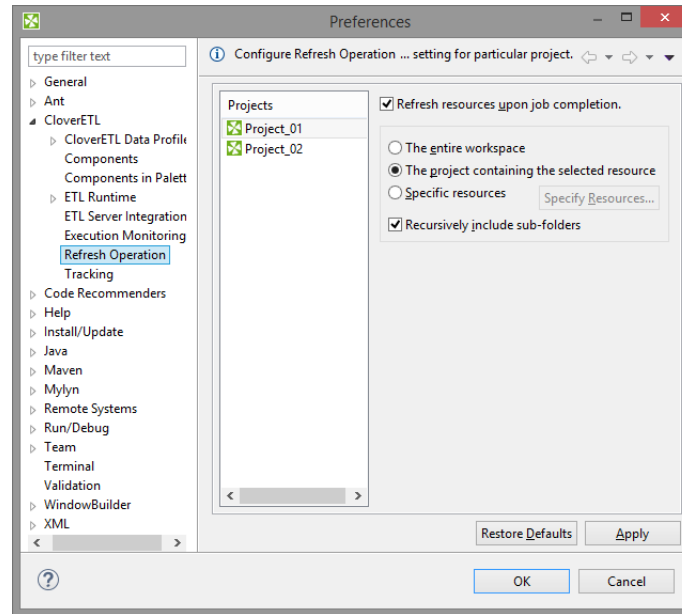 Preferences
type filter text
Configure Refresh Operation ... setting for particular project.
General
Ant
CloverETL
CloverETL Data Profile
Components
Components in Palett
ETL Runtime
ETL Server Integration
Execution Monitoring
Refresh Operation
Tracking
Code Recommenders
Help
Install/Update
Java
Maven
Mylyn
Remote Systems
Run/Debug
Team
Terminal
Validation
WindowBuilder
XML
Projects
Project_01
Project_02
Refresh resources upon job completion.
The entire workspace
The project containing the selected resource
Specific resources
Specify Resources...
Recursively include sub-folders
Restore Defaults
Apply
OK
Cancel